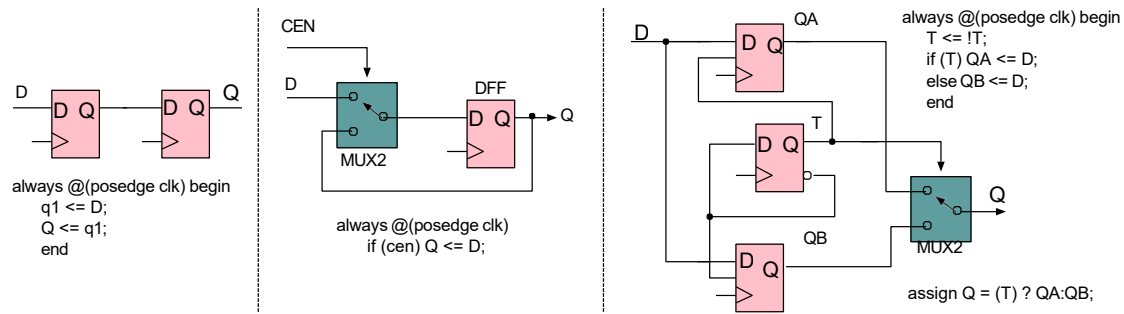 D
D Q
D Q
Q
always @(posedge clk) begin
q1 <= D;
Q <= q1;
end
CEN
D
MUX2
DFF
D Q
Q
always @(posedge clk)
if (cen) Q <= D;
D
QA
D Q
T
D Q
QB
D Q
MUX2
Q
always @(posedge clk) begin
T <= !T;
if (T) QA <= D;
else QB <= D;
end
assign Q = (T) ? QA:QB;